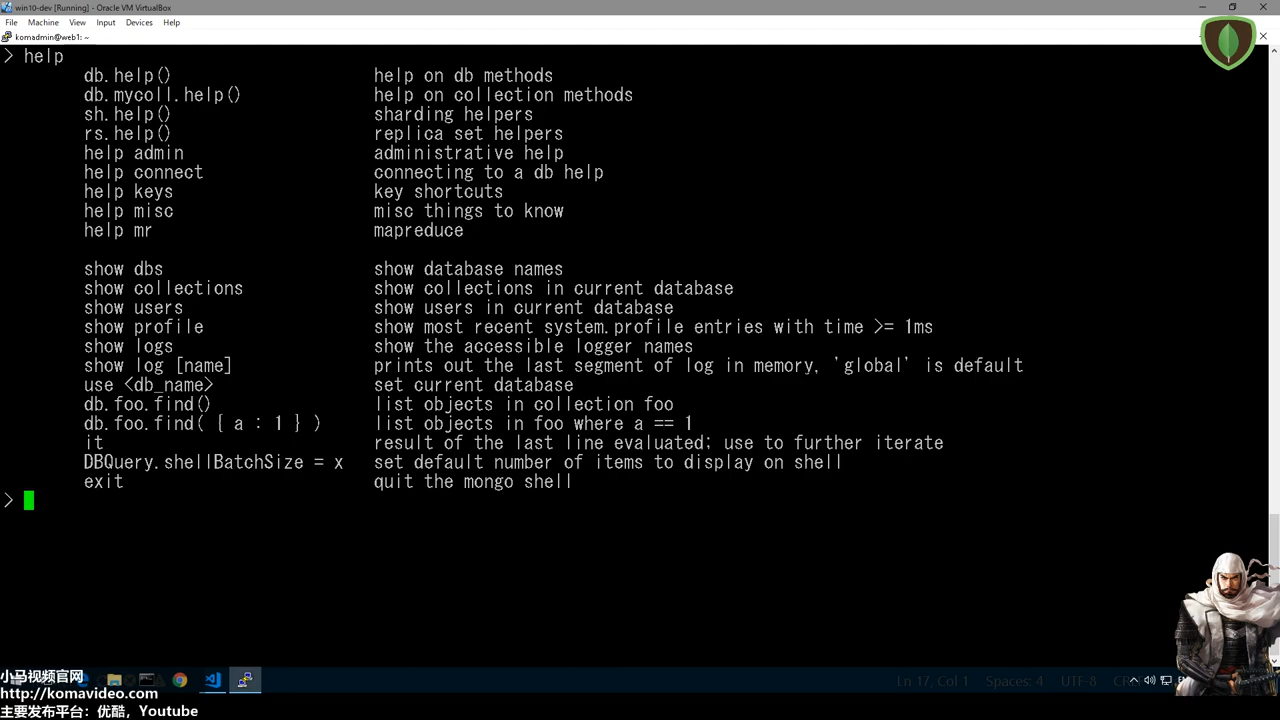 win10-dev [Running] - Oracle VM VirtualBox
File Machine View Input Devices Help
komadmin@web1: ~
> help
db.help() help on db methods
db.mycoll.help() help on collection methods
sh.help() sharding helpers
rs.help() replica set helpers
help admin administrative help
help connect connecting to a db help
help keys key shortcuts
help misc misc things to know
help mr mapreduce
show dbs show database names
show collections show collections in current database
show users show users in current database
show profile show most recent system.profile entries with time >= 1ms
show logs show the accessible logger names
show log [name] prints out the last segment of log in memory, 'global' is default
use <db_name> set current database
db.foo.find() list objects in collection foo
db.foo.find( { a : 1 } ) list objects in foo where a == 1
it result of the last line evaluated; use to further iterate
DBQuery.shellBatchSize = x set default number of items to display on shell
exit quit the mongo shell
>
小马视频官网
http://komavideo.com
主要发布平台：优酷，Youtube
Ln 17, Col 1 Spaces: 4 UTF-8